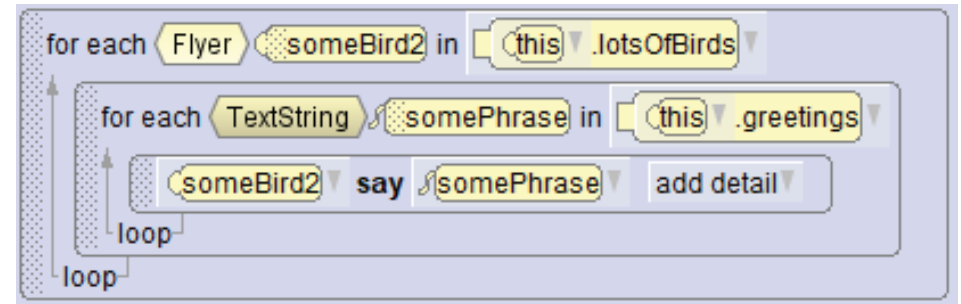 for each Flyer someBird2 in this .lotsOfBirds
for each TextString somePhrase in this .greetings
someBird2 say somePhrase add detail
loop
loop